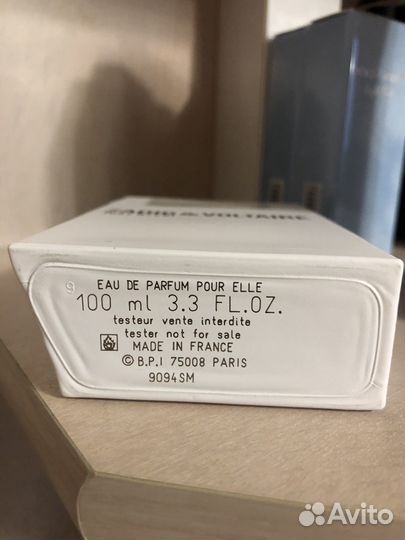 VOLTAIRE
EAU DE PARFUM POUR ELLE
100 ml 3.3 FL.OZ.
testeur vente interdite
tester not for sale
MADE IN FRANCE
© B.P.I 75008 PARIS
9094SM
Avito